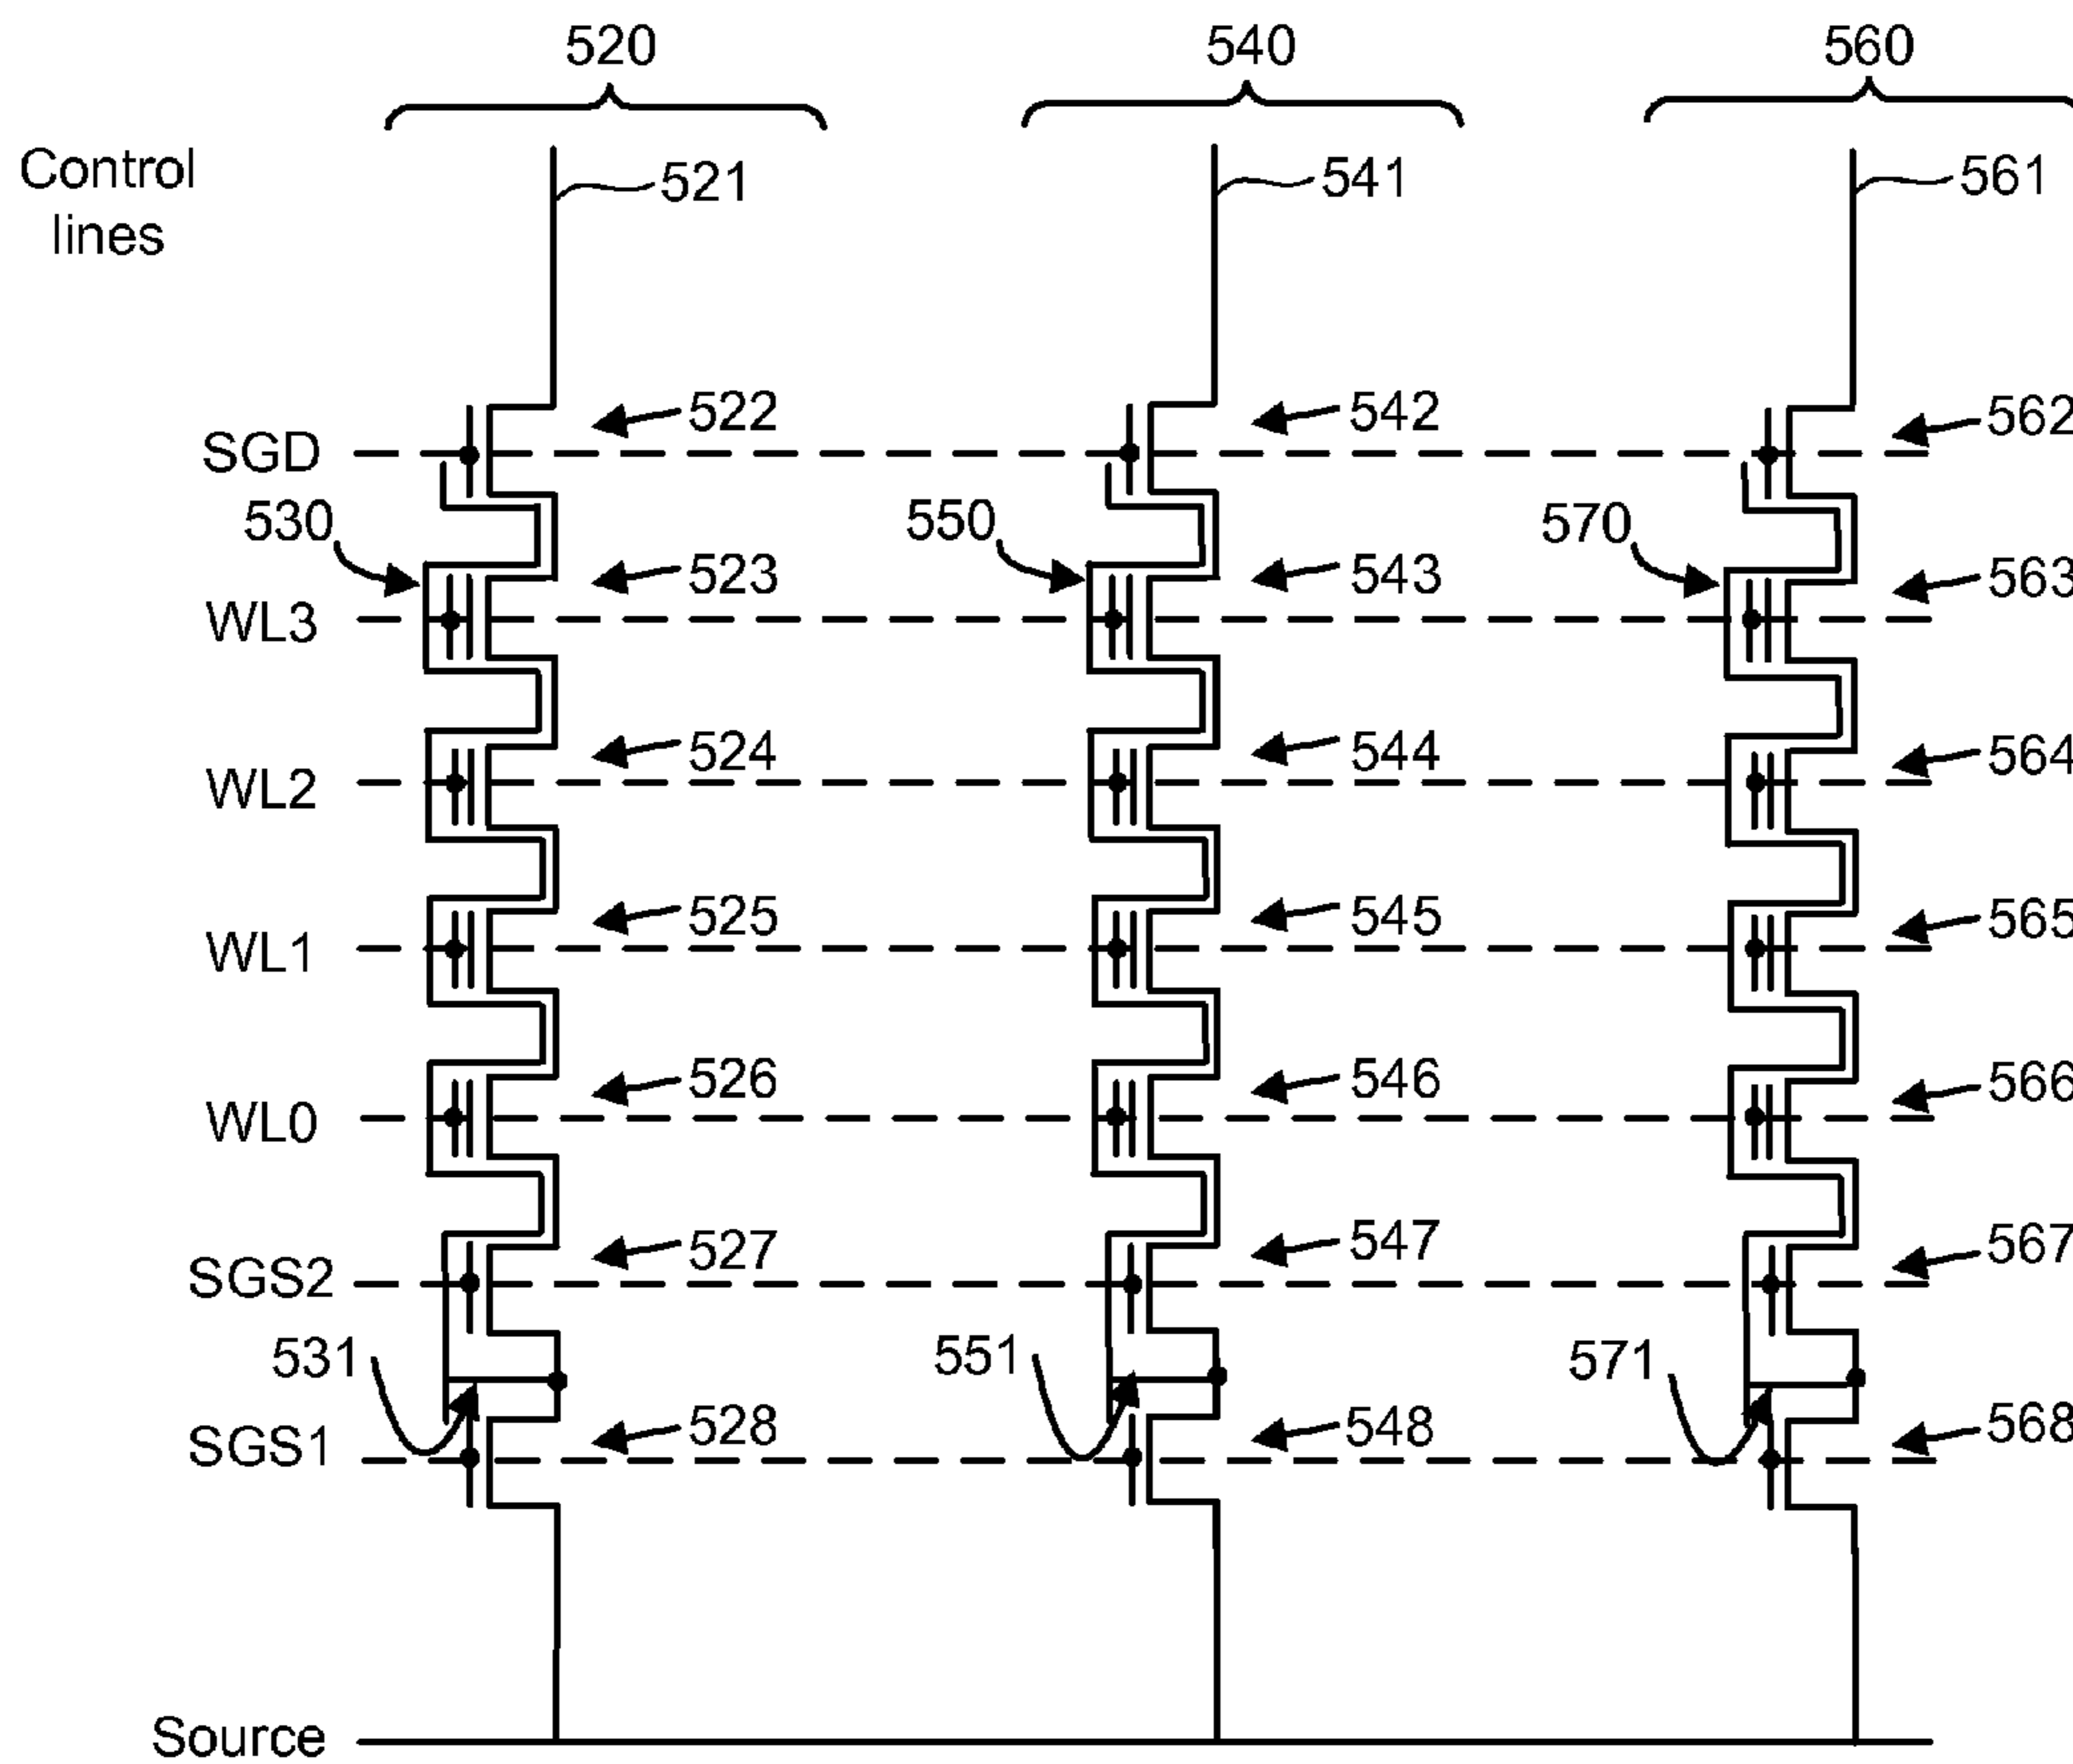 520 540 560
Control
lines
521 541 561
SGD 522 542 562
530 550 570
WL3 523 543 563
WL2 524 544 564
WL1 525 545 565
WL0 526 546 566
SGS2 527 547 567
531 551 571
SGS1 528 548 568
Source